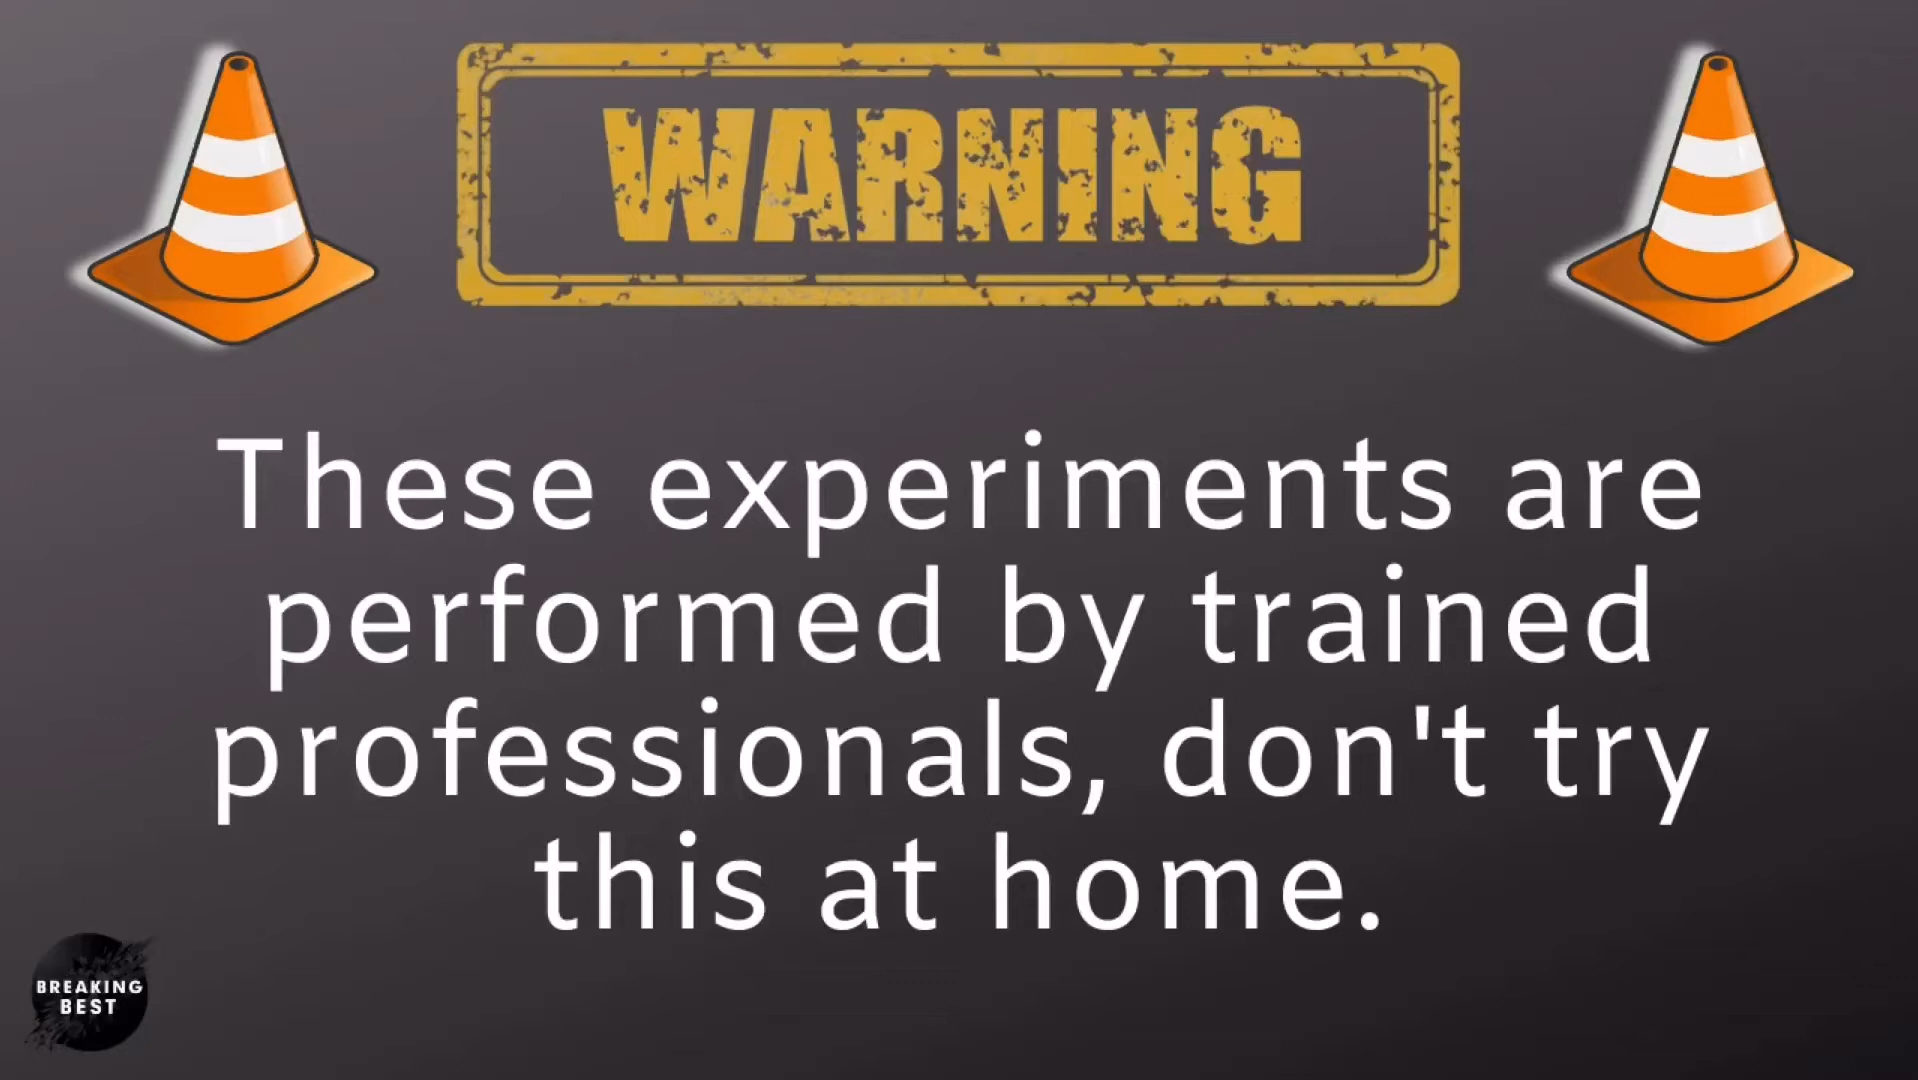 WARNING
These experiments are
performed by trained
professionals, don't try
this at home.
BREAKING
BEST